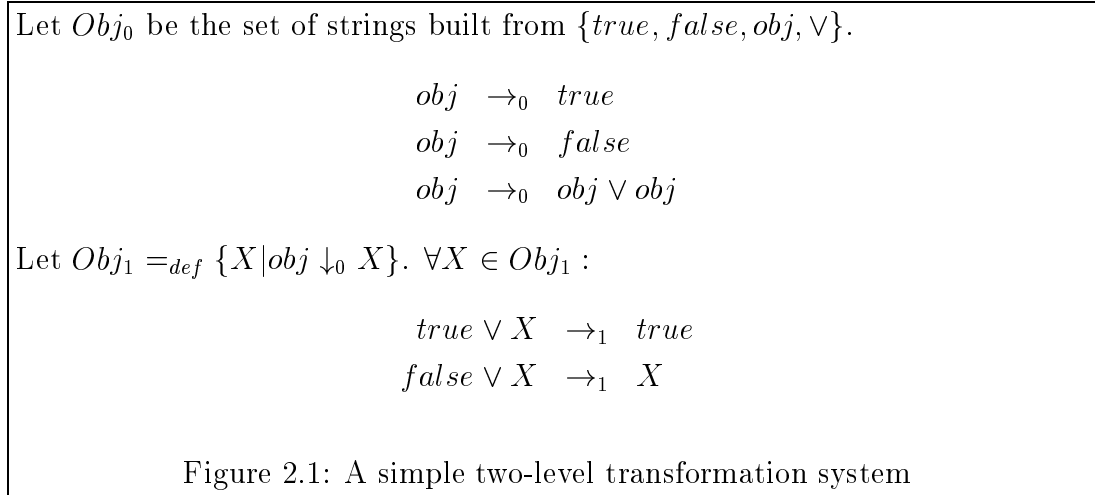 Let Obj₀ be the set of strings built from {true, false, obj, ∨}.
obj →₀ true
obj →₀ false
obj →₀ obj ∨ obj
Let Obj₁ =def {X|obj ↓₀ X}. ∀X ∈ Obj₁ :
true ∨ X →₁ true
false ∨ X →₁ X
Figure 2.1: A simple two-level transformation system